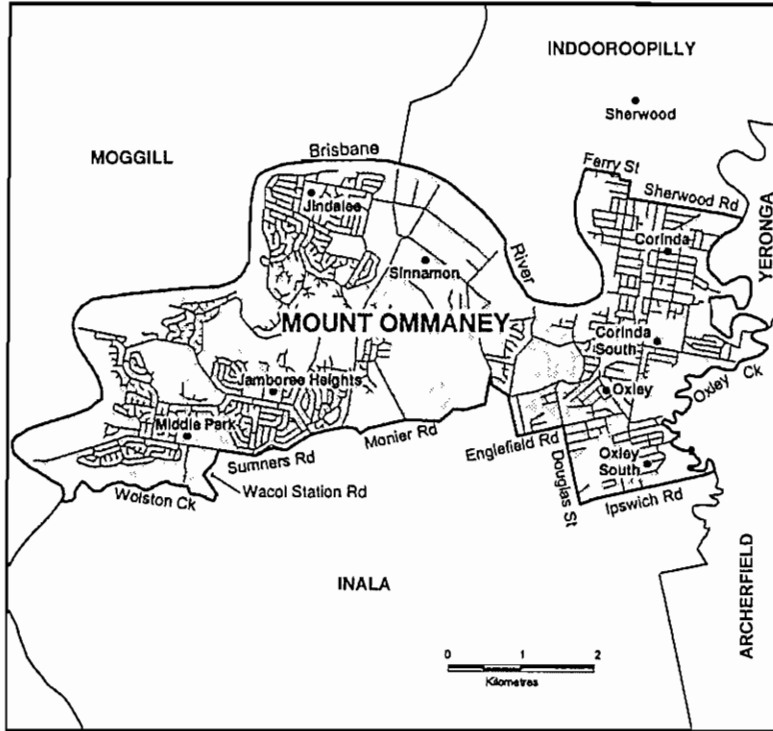 INDOOROOPILLY
Sherwood
MOGGILL
Brisbane
Ferry St
Sherwood Rd
Jindalee
YERONGA
Corinda
Sinnamon
River
MOUNT OMMANEY
Corinda
South
Oxley Ck
Jamboree Heights
Oxley
Middle Park
Monier Rd
Englefield Rd
Sumners Rd
Oxley
South
Douglas St
Wolston Ck
Wacol Station Rd
Ipswich Rd
INALA
ARCHERFIELD
0 1 2
Kilometres